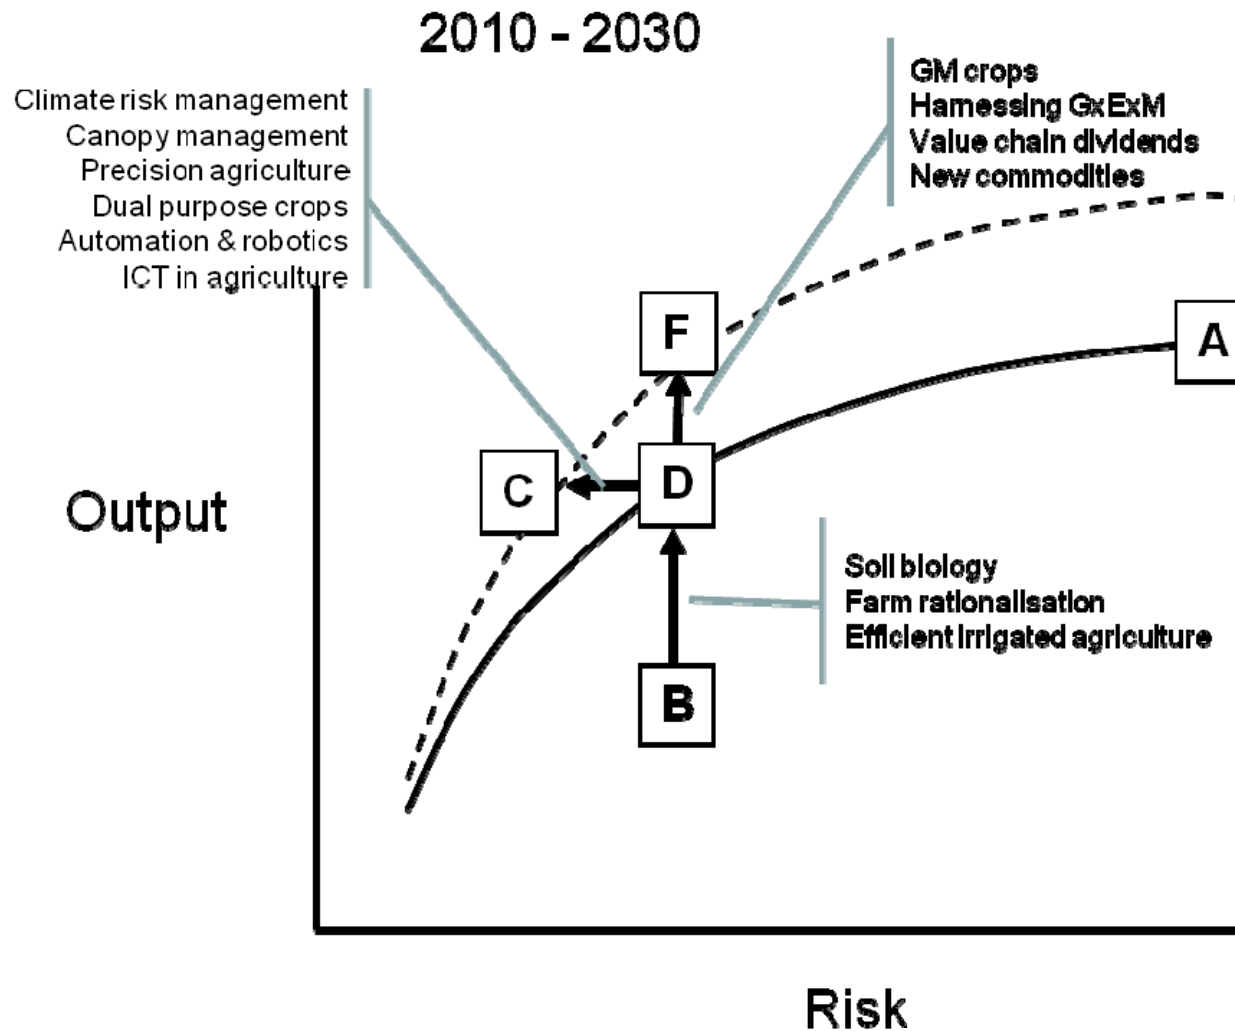 2010 - 2030
Climate risk management
Canopy management
Precision agriculture
Dual purpose crops
Automation & robotics
ICT in agriculture
GM crops
Harnessing GxExM
Value chain dividends
New commodities
F
A
C
D
Output
Soil biology
Farm rationalisation
Efficient irrigated agriculture
B
Risk